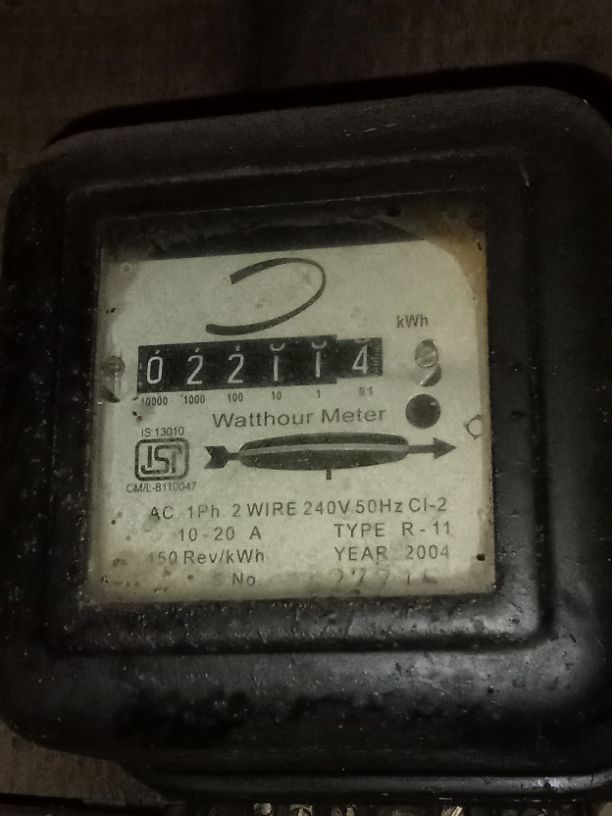 kWh
022114
10000 1000 100 10 1 0.1
Watthour Meter
IS 13010
ISI
CM/L-8110047
AC 1Ph 2 WIRE 240V 50Hz Cl-2
10-20 A TYPE R-11
Rev/kWh YEAR 2004
S.No